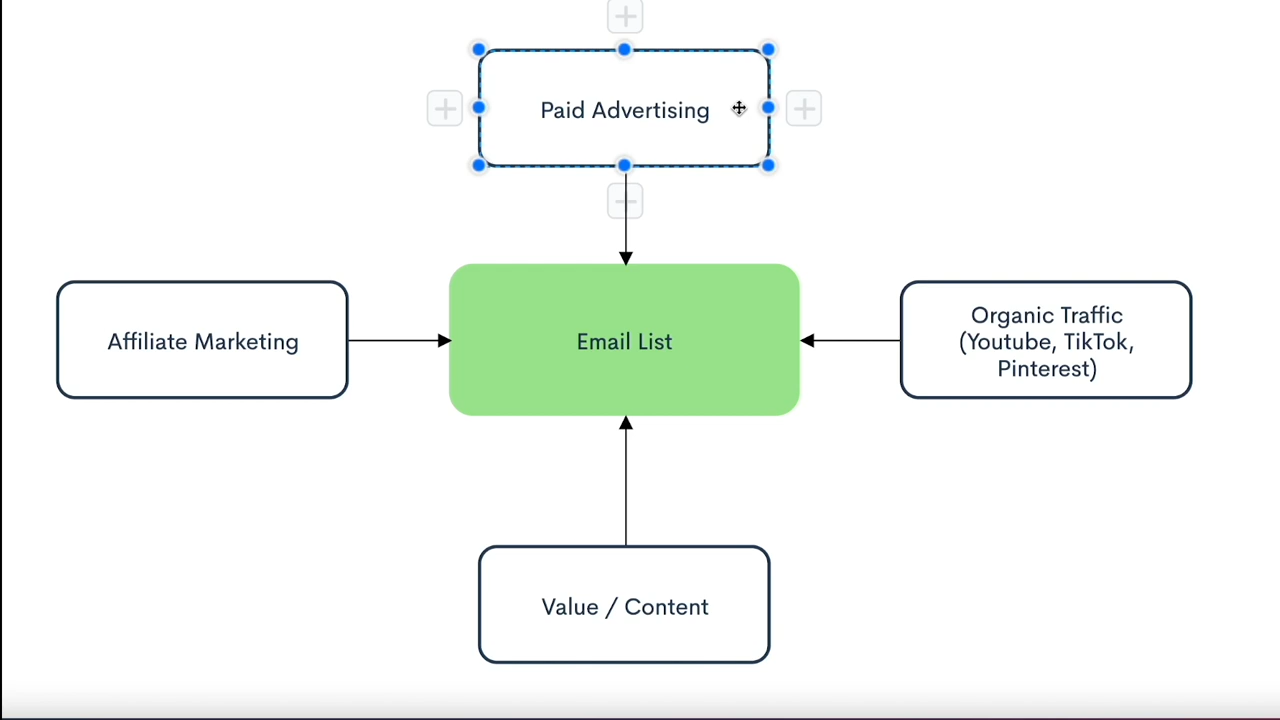 Paid Advertising
Affiliate Marketing
Email List
Organic Traffic
(Youtube, TikTok,
Pinterest)
Value / Content